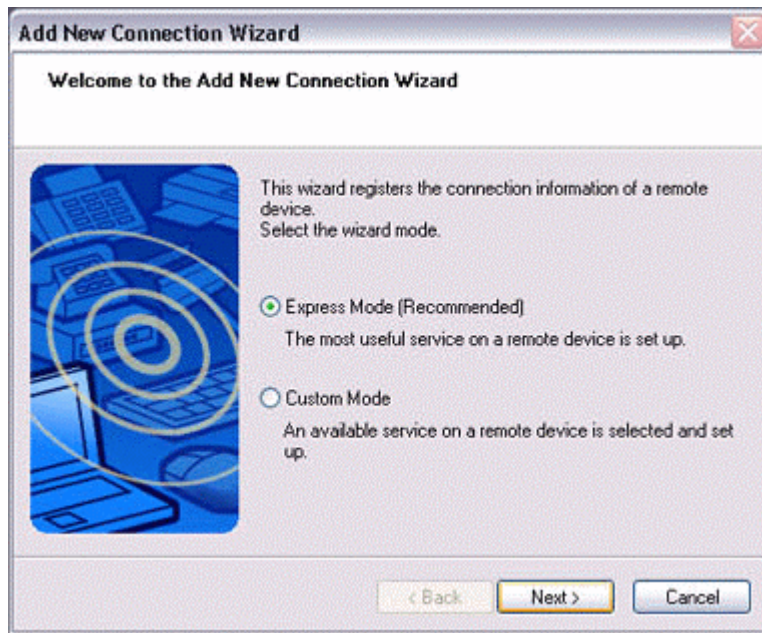 Add New Connection Wizard
Welcome to the Add New Connection Wizard
This wizard registers the connection information of a remote
device.
Select the wizard mode.
Express Mode (Recommended)
The most useful service on a remote device is set up.
Custom Mode
An available service on a remote device is selected and set
up.
< Back
Next >
Cancel